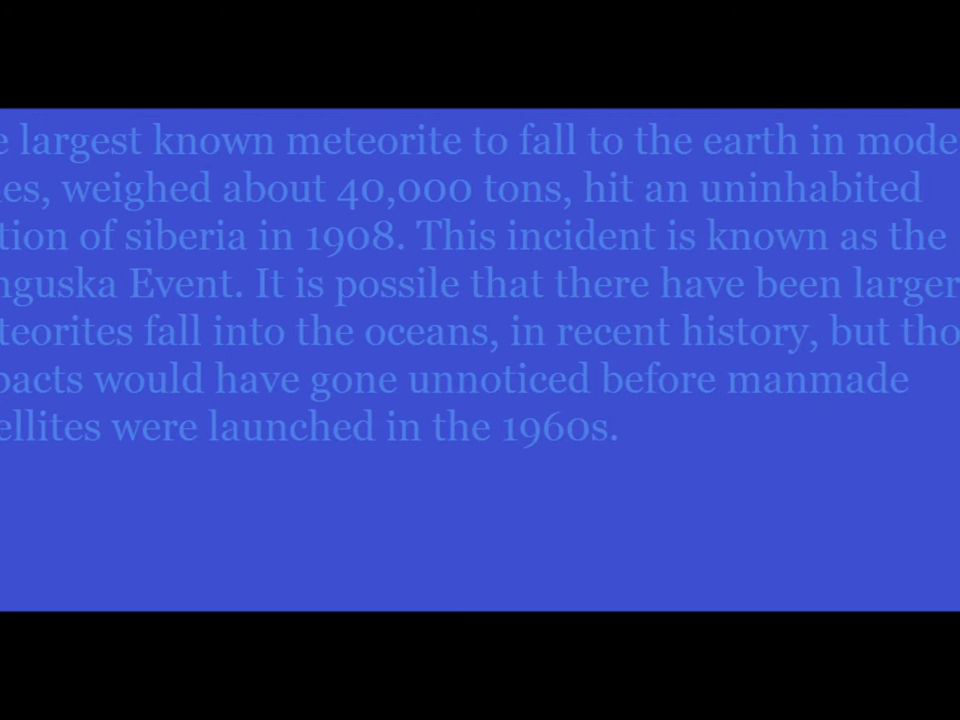 e largest known meteorite to fall to the earth in mode
es, weighed about 40,000 tons, hit an uninhabited
tion of siberia in 1908. This incident is known as the
nguska Event. It is possile that there have been larger
teorites fall into the oceans, in recent history, but tho
pacts would have gone unnoticed before manmade
ellites were launched in the 1960s.